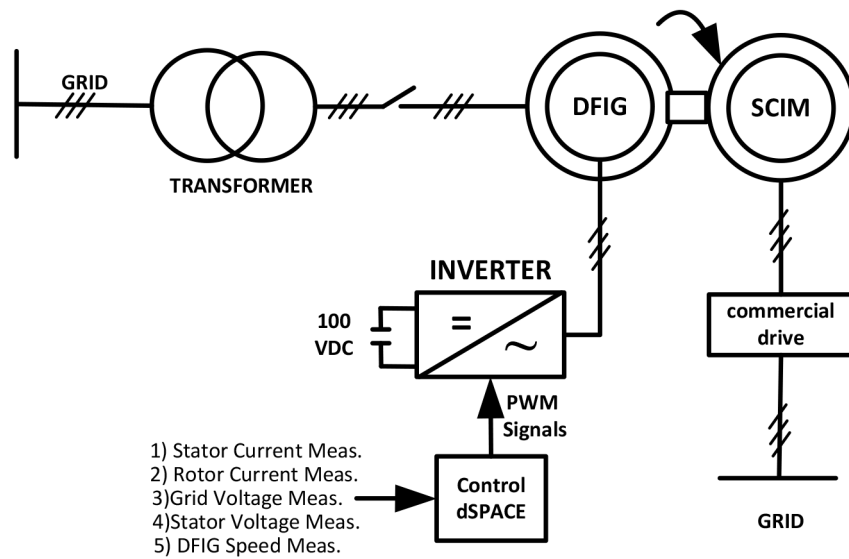 GRID
TRANSFORMER
DFIG
SCIM
INVERTER
100
VDC
=
~
commercial
drive
PWM
Signals
1) Stator Current Meas.
2) Rotor Current Meas.
3)Grid Voltage Meas.
4)Stator Voltage Meas.
5) DFIG Speed Meas.
Control
dSPACE
GRID